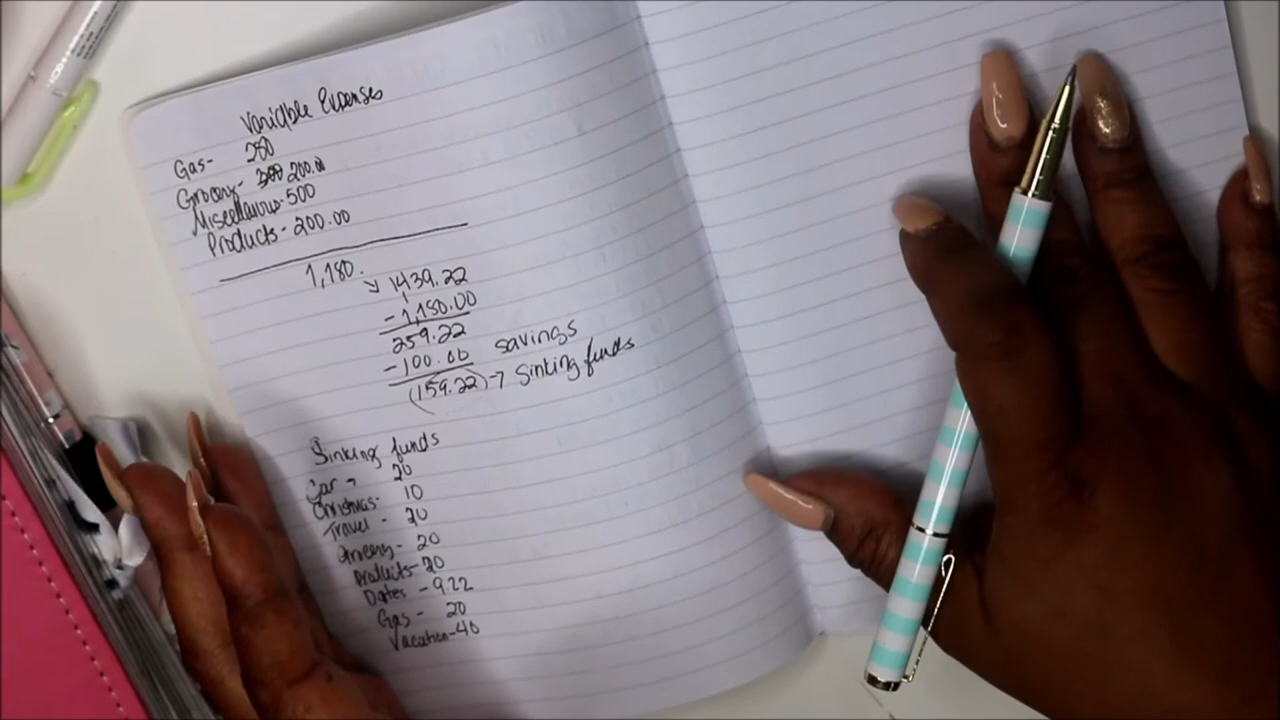 Variable Expenses
Gas- 280
Grocery- 300 200.00
Miscellanous-500
Products-200.00
1,180.
1439.22
-1,180.00
259.22
-100.00 savings
(159.22)-> Sinking funds
Sinking funds
Car - 20
Christmas- 10
Travel - 20
Grocery- 20
Products-20
Dates -9.22
Gas - 20
Vacation-40